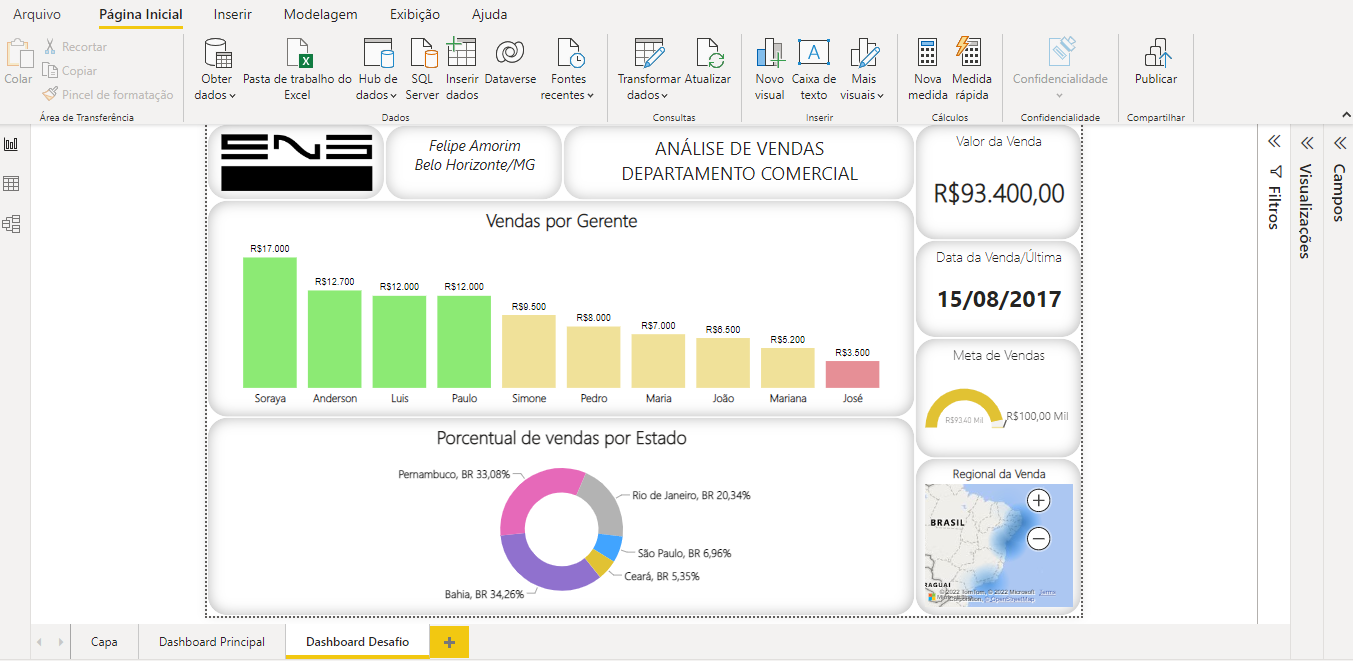 Arquivo Página Inicial Inserir Modelagem Exibição Ajuda
Colar
Recortar
Copiar
Pincel de formatação
Área de Transferência
Obter dados
Pasta de trabalho do Excel
Hub de dados
SQL Server
Inserir dados
Dataverse
Fontes recentes
Dados
Transformar dados
Atualizar
Consultas
Novo visual
Caixa de texto
Mais visuais
Inserir
Nova medida
Medida rápida
Cálculos
Confidencialidade
Confidencialidade
Publicar
Compartilhar
ENS
Felipe Amorim
Belo Horizonte/MG
ANÁLISE DE VENDAS
DEPARTAMENTO COMERCIAL
Valor da Venda
R$93.400,00
Vendas por Gerente
R$17.000
R$12.700
R$12.000
R$12.000
R$9.500
R$8.000
R$7.000
R$6.500
R$5.200
R$3.500
Soraya Anderson Luis Paulo Simone Pedro Maria João Mariana José
Data da Venda/Última
15/08/2017
Meta de Vendas
R$93,40 Mil
R$100,00 Mil
Porcentual de vendas por Estado
Pernambuco, BR 33,08%
Rio de Janeiro, BR 20,34%
São Paulo, BR 6,96%
Ceará, BR 5,35%
Bahia, BR 34,26%
Regional da Venda
BRASIL
© 2022 TomTom, © 2022 Microsoft Corporation, © OpenStreetMap Terms
Filtros
Visualizações
Campos
Capa Dashboard Principal Dashboard Desafio +